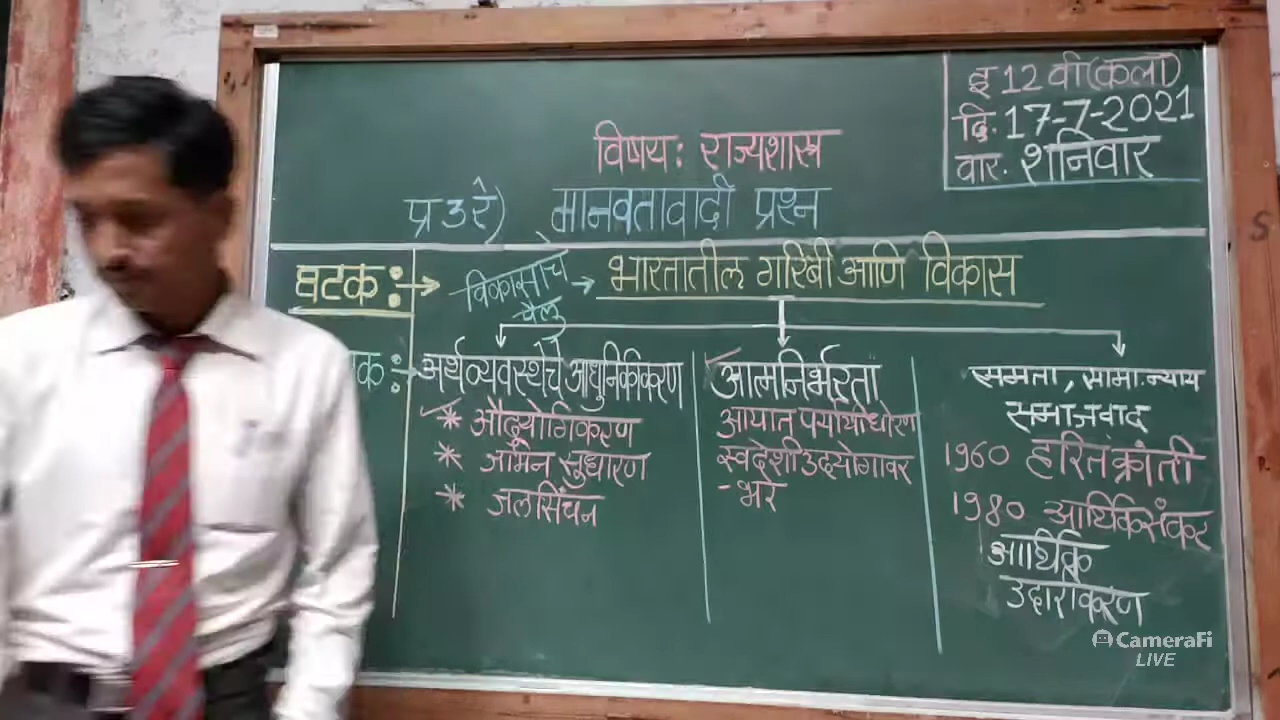 इ 12 वी (कला)
दि. 17-7-2021
वार. शनिवार
विषय: राज्यशास्त्र
प्र 3 रे) मानवतावादी प्रश्न
घटक: → विकासाचे पैलू → भारतातील गरिबी आणि विकास
क: → अर्थव्यवस्थेचे आधुनिकीकरण
* औद्योगिकरण
* जमिन सुधारणा
* जलसिंचन
आत्मनिर्भरता
आयात पर्यायी धोरण
स्वदेशी उद्योगावर
- भर
समता, सामा. न्याय
समाजवाद
1960 हरित क्रांती
1980 आर्थिक संकट
आर्थिक
उदारीकरण
CameraFi
LIVE